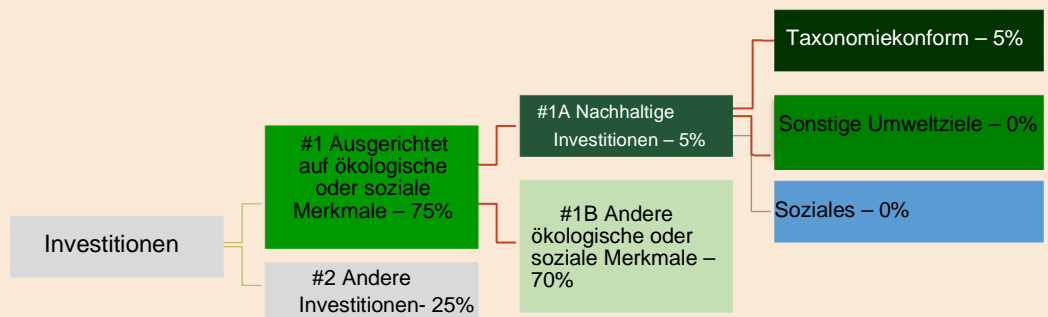 Investitionen
#1 Ausgerichtet
auf ökologische
oder soziale
Merkmale – 75%
#2 Andere
Investitionen- 25%
#1A Nachhaltige
Investitionen – 5%
#1B Andere
ökologische oder
soziale Merkmale –
70%
Taxonomiekonform – 5%
Sonstige Umweltziele – 0%
Soziales – 0%